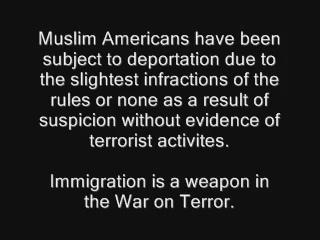 Muslim Americans have been
subject to deportation due to
the slightest infractions of the
rules or none as a result of
suspicion without evidence of
terrorist activites.
Immigration is a weapon in
the War on Terror.